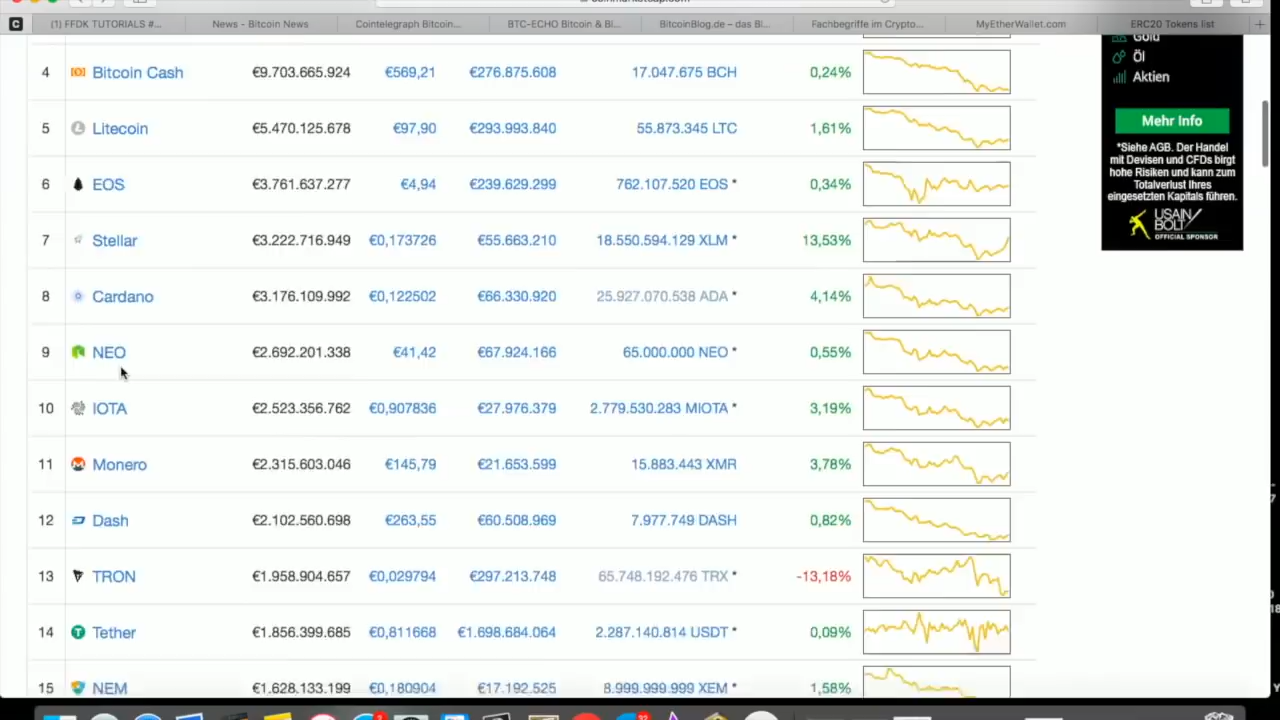 (1) FFDK TUTORIALS #... News - Bitcoin News Cointelegraph Bitcoin... BTC-ECHO Bitcoin & Bl... BitcoinBlog.de – das Bl... Fachbegriffe im Crypto... MyEtherWallet.com ERC20 Tokens list
4 Bitcoin Cash €9.703.665.924 €569,21 €276.875.608 17.047.675 BCH 0,24%
5 Litecoin €5.470.125.678 €97,90 €293.993.840 55.873.345 LTC 1,61%
6 EOS €3.761.637.277 €4,94 €239.629.299 762.107.520 EOS * 0,34%
7 Stellar €3.222.716.949 €0,173726 €55.663.210 18.550.594.129 XLM * 13,53%
8 Cardano €3.176.109.992 €0,122502 €66.330.920 25.927.070.538 ADA * 4,14%
9 NEO €2.692.201.338 €41,42 €67.924.166 65.000.000 NEO * 0,55%
10 IOTA €2.523.356.762 €0,907836 €27.976.379 2.779.530.283 MIOTA * 3,19%
11 Monero €2.315.603.046 €145,79 €21.653.599 15.883.443 XMR 3,78%
12 Dash €2.102.560.698 €263,55 €60.508.969 7.977.749 DASH 0,82%
13 TRON €1.958.904.657 €0,029794 €297.213.748 65.748.192.476 TRX * -13,18%
14 Tether €1.856.399.685 €0,811668 €1.698.684.064 2.287.140.814 USDT * 0,09%
15 NEM €1.628.133.199 €0,180904 €17.192.525 8.999.999.999 XEM * 1,58%
Gold
Öl
Aktien
Mehr Info
*Siehe AGB. Der Handel
mit Devisen und CFDs birgt
hohe Risiken und kann zum
Totalverlust Ihres
eingesetzten Kapitals führen.
USAIN
BOLT
OFFICIAL SPONSOR